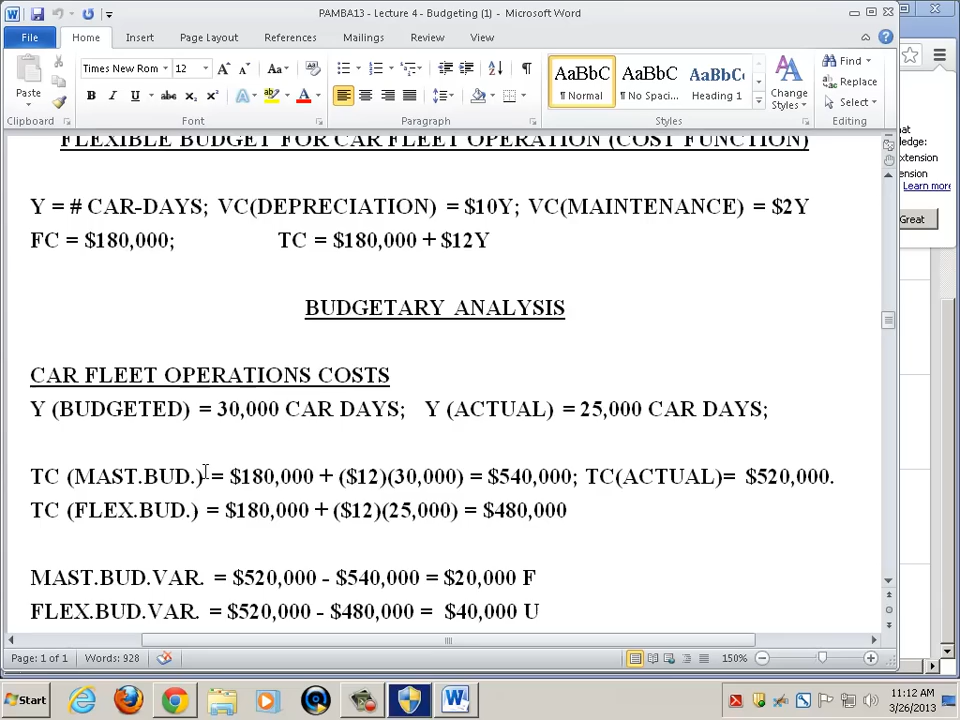 PAMBA13 - Lecture 4 - Budgeting (1) - Microsoft Word
File Home Insert Page Layout References Mailings Review View
Paste
Clipboard
Times New Rom 12
Font
Paragraph
AaBbC ¶ Normal
AaBbC ¶ No Spaci...
AaBbC Heading 1
Styles
Change Styles
Find
Replace
Select
Editing
FLEXIBLE BUDGET FOR CAR FLEET OPERATION (COST FUNCTION)
Y = # CAR-DAYS; VC(DEPRECIATION) = $10Y; VC(MAINTENANCE) = $2Y
FC = $180,000; TC = $180,000 + $12Y
BUDGETARY ANALYSIS
CAR FLEET OPERATIONS COSTS
Y (BUDGETED) = 30,000 CAR DAYS; Y (ACTUAL) = 25,000 CAR DAYS;
TC (MAST.BUD.) = $180,000 + ($12)(30,000) = $540,000; TC(ACTUAL)= $520,000.
TC (FLEX.BUD.) = $180,000 + ($12)(25,000) = $480,000
MAST.BUD.VAR. = $520,000 - $540,000 = $20,000 F
FLEX.BUD.VAR. = $520,000 - $480,000 = $40,000 U
Page: 1 of 1 Words: 928 150%
Learn more
Great
Start
11:12 AM
3/26/2013